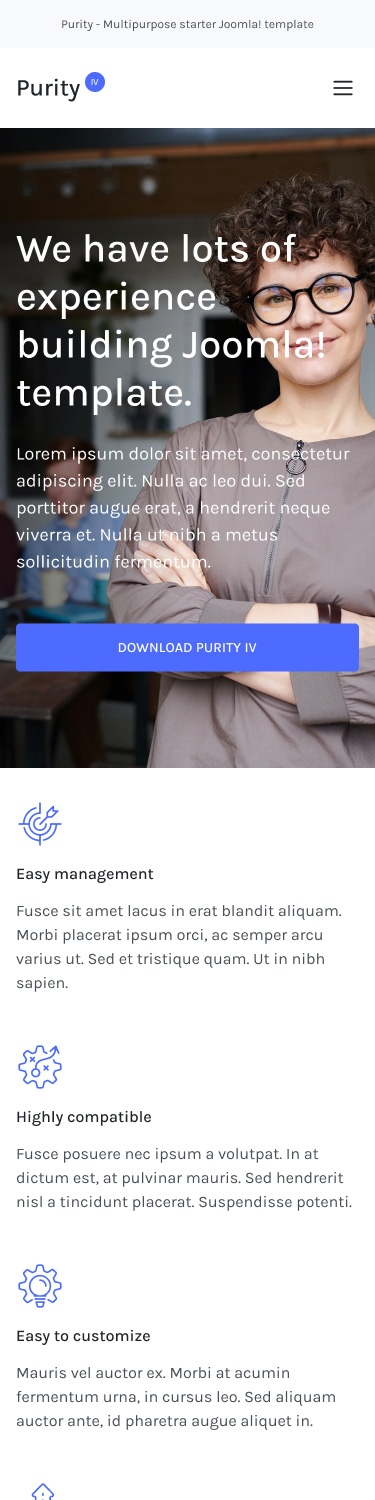 Purity - Multipurpose starter Joomla! template
Purity IV
We have lots of
experience
building Joomla!
template.
Lorem ipsum dolor sit amet, consectetur
adipiscing elit. Nulla ac leo dui. Sed
porttitor augue erat, a hendrerit neque
viverra et. Nulla ut nibh a metus
sollicitudin fermentum.
DOWNLOAD PURITY IV
Easy management
Fusce sit amet lacus in erat blandit aliquam.
Morbi placerat ipsum orci, ac semper arcu
varius ut. Sed et tristique quam. Ut in nibh
sapien.
Highly compatible
Fusce posuere nec ipsum a volutpat. In at
dictum est, at pulvinar mauris. Sed hendrerit
nisl a tincidunt placerat. Suspendisse potenti.
Easy to customize
Mauris vel auctor ex. Morbi at acumin
fermentum urna, in cursus leo. Sed aliquam
auctor ante, id pharetra augue aliquet in.